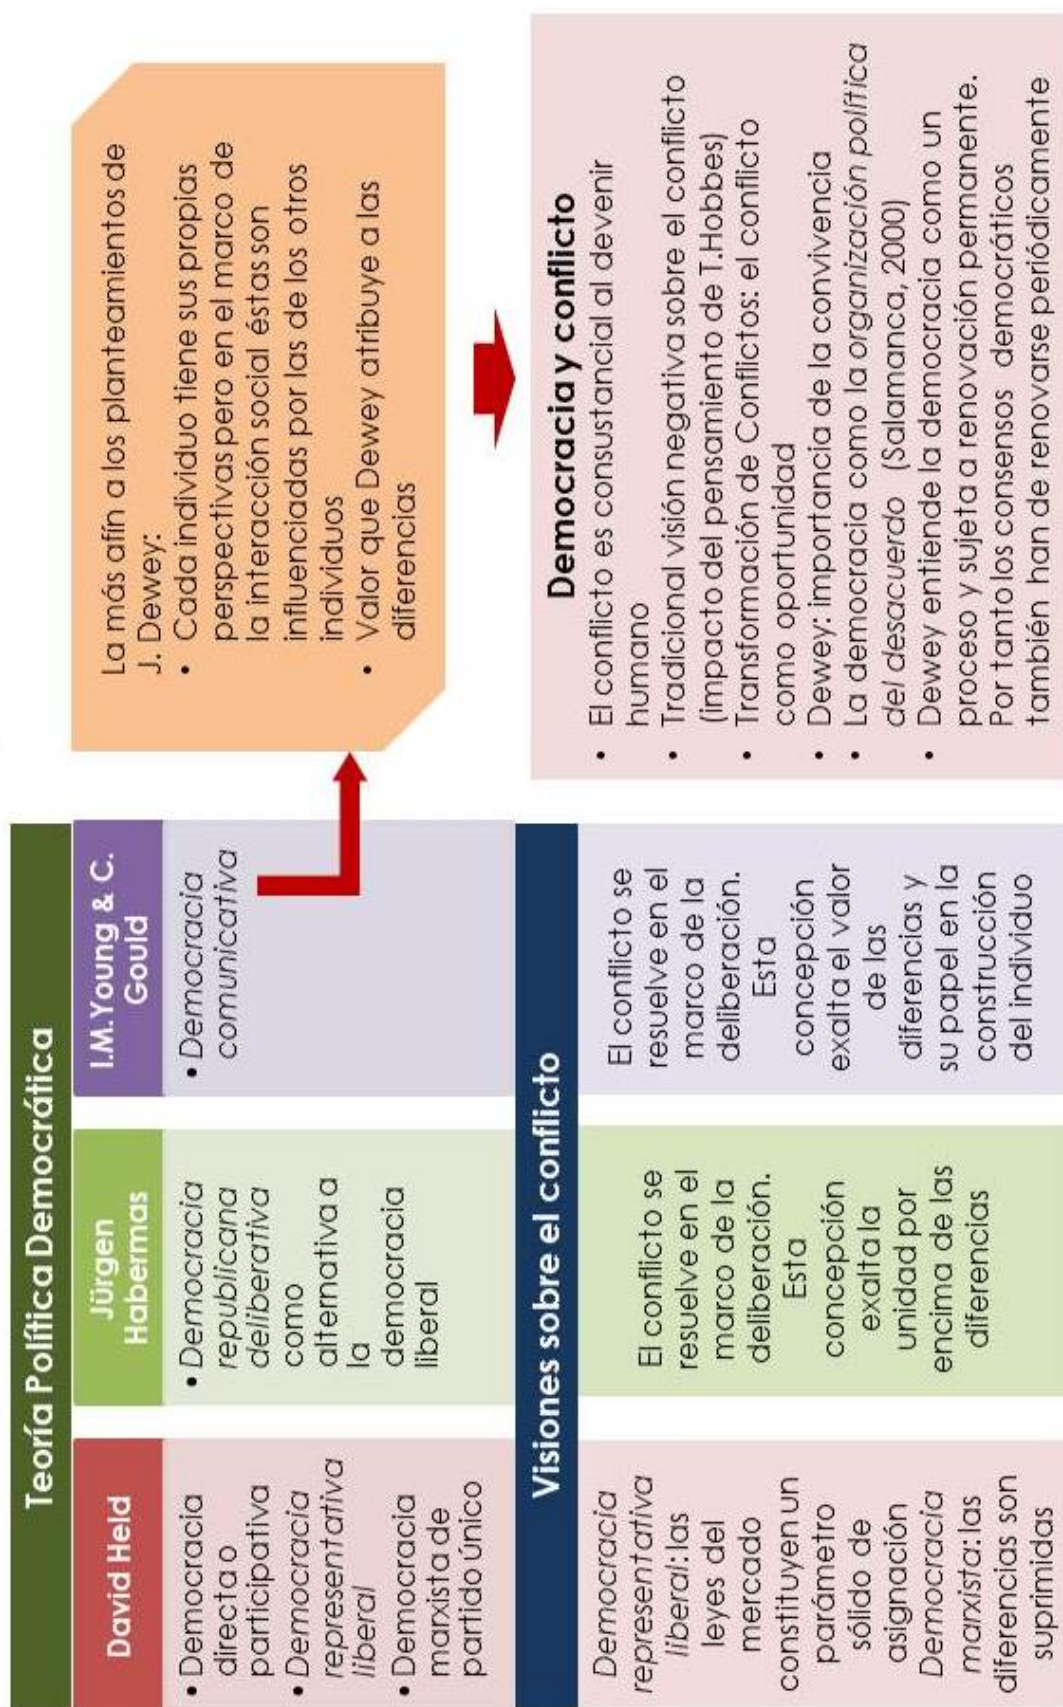 Teoría Política Democrática
David Held
• Democracia
directa o
participativa
• Democracia
representativa
liberal
• Democracia
marxista de
partido único
Jürgen
Habermas
• Democracia
republicana
deliberativa
como
alternativa a
la
democracia
liberal
I.M.Young & C.
Gould
• Democracia
comunicativa
La más afín a los planteamientos de
J. Dewey:
• Cada individuo tiene sus propias
perspectivas pero en el marco de
la interacción social éstas son
influenciadas por las de los otros
individuos
• Valor que Dewey atribuye a las
diferencias
Visiones sobre el conflicto
Democracia
representativa
liberal: las
leyes del
mercado
constituyen un
parámetro
sólido de
asignación
Democracia
marxista: las
diferencias son
suprimidas
El conflicto se
resuelve en el
marco de la
deliberación.
Esta
concepción
exalta la
unidad por
encima de las
diferencias
El conflicto se
resuelve en el
marco de la
deliberación.
Esta
concepción
exalta el valor
de las
diferencias y
su papel en la
construcción
del individuo
Democracia y conflicto
• El conflicto es consustancial al devenir
humano
• Tradicional visión negativa sobre el conflicto
(impacto del pensamiento de T.Hobbes)
• Transformación de Conflictos: el conflicto
como oportunidad
• Dewey: importancia de la convivencia
• La democracia como la organización política
del desacuerdo (Salamanca, 2000)
• Dewey entiende la democracia como un
proceso y sujeta a renovación permanente.
Por tanto los consensos democráticos
también han de renovarse periódicamente